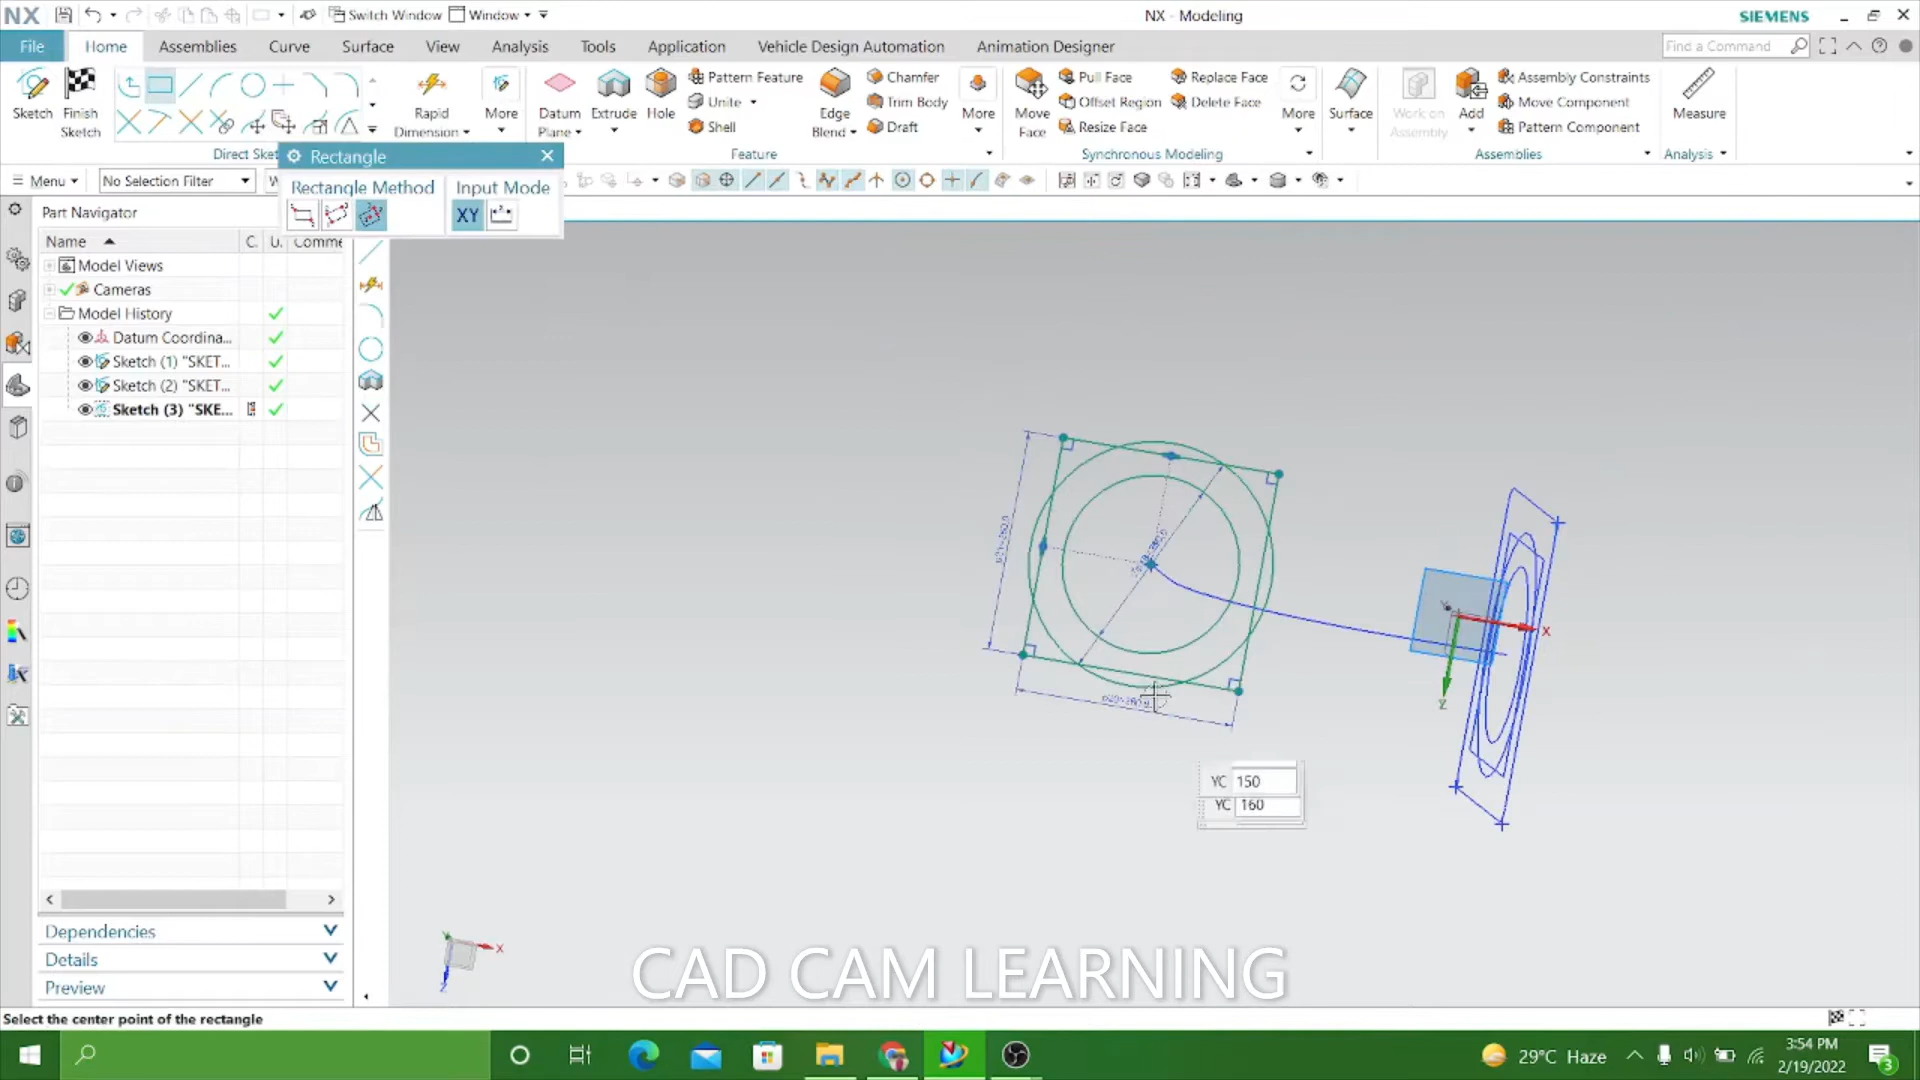 NX
Switch Window
Window
NX - Modeling
SIEMENS
File
Home
Assemblies
Curve
Surface
View
Analysis
Tools
Application
Vehicle Design Automation
Animation Designer
Find a Command
Sketch
Finish Sketch
Rapid Dimension
More
Datum Plane
Extrude
Hole
Pattern Feature
Unite
Shell
Edge Blend
Chamfer
Trim Body
Draft
More
Move Face
Pull Face
Offset Region
Resize Face
Replace Face
Delete Face
More
Surface
Work on Assembly
Add
Assembly Constraints
Move Component
Pattern Component
Measure
Direct Sket
Feature
Synchronous Modeling
Assemblies
Analysis
Rectangle
Rectangle Method
Input Mode
XY
Menu
No Selection Filter
Part Navigator
Name
C.
U.
Comme
Model Views
Cameras
Model History
Datum Coordina...
Sketch (1) "SKET...
Sketch (2) "SKET...
Sketch (3) "SKE...
Dependencies
Details
Preview
X
Z
YC 150
YC 160
X
Z
CAD CAM LEARNING
Select the center point of the rectangle
29°C Haze
3:54 PM
2/19/2022
3